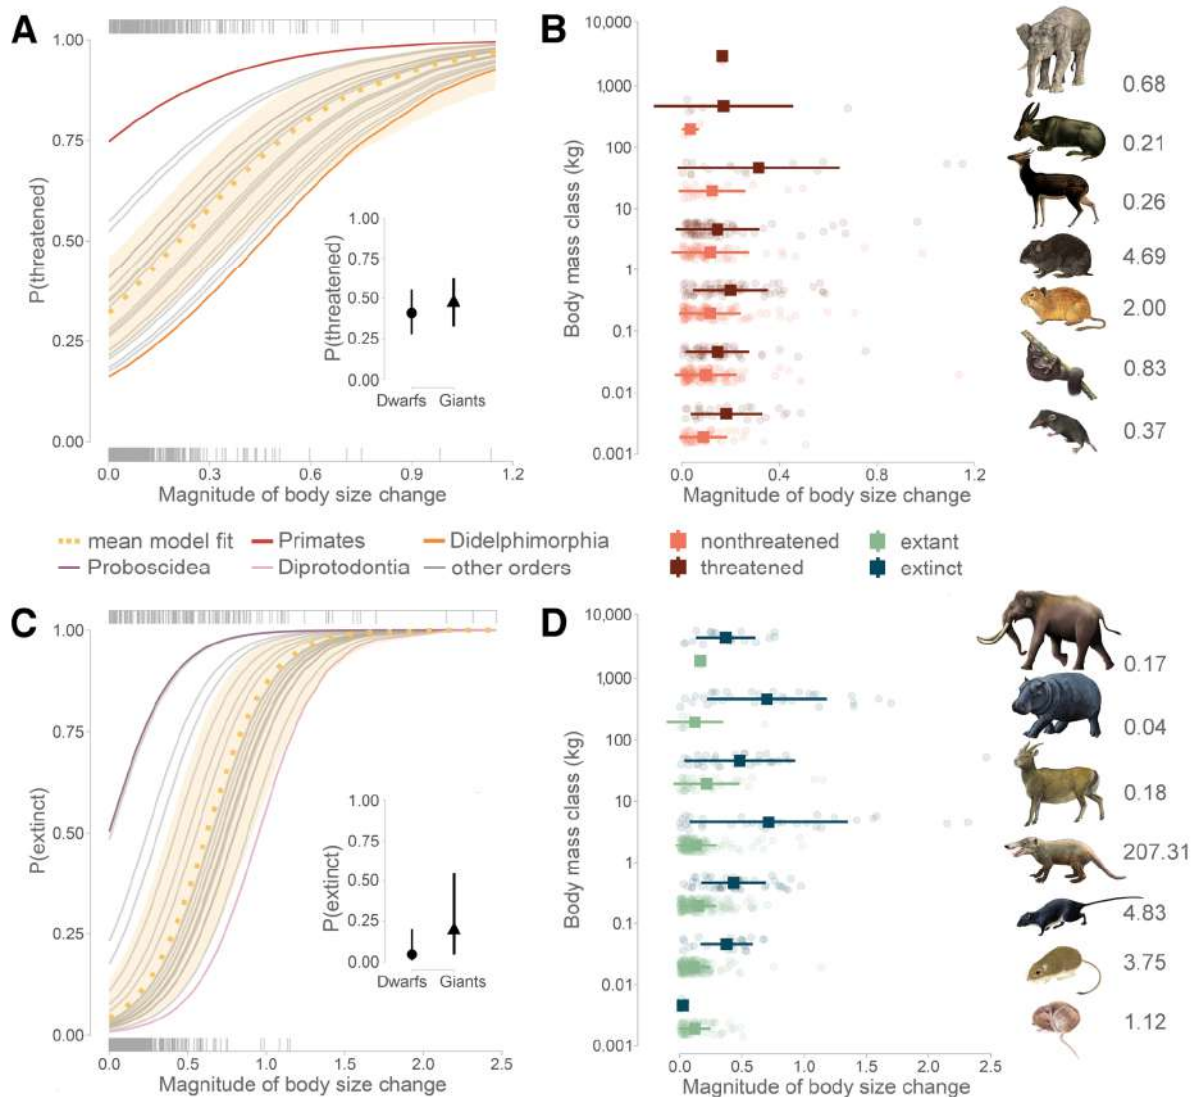 A
1.00
0.75
0.50
0.25
0.00
P(threatened)
0.0
0.3
0.6
0.9
1.2
Magnitude of body size change
1.00
0.75
0.50
0.25
0.00
P(threatened)
Dwarfs
Giants
B
10,000
1,000
100
10
1
0.1
0.01
0.001
Body mass class (kg)
0.0
0.4
0.8
1.2
Magnitude of body size change
0.68
0.21
0.26
4.69
2.00
0.83
0.37
mean model fit
Primates
Didelphimorphia
Proboscidea
Diprotodontia
other orders
nonthreatened
extant
threatened
extinct
C
1.00
0.75
0.50
0.25
0.00
P(extinct)
0.0
0.5
1.0
1.5
2.0
2.5
Magnitude of body size change
1.00
0.75
0.50
0.25
0.00
P(extinct)
Dwarfs
Giants
D
10,000
1,000
100
10
1
0.1
0.01
0.001
Body mass class (kg)
0.0
0.5
1.0
1.5
2.0
2.5
Magnitude of body size change
0.17
0.04
0.18
207.31
4.83
3.75
1.12